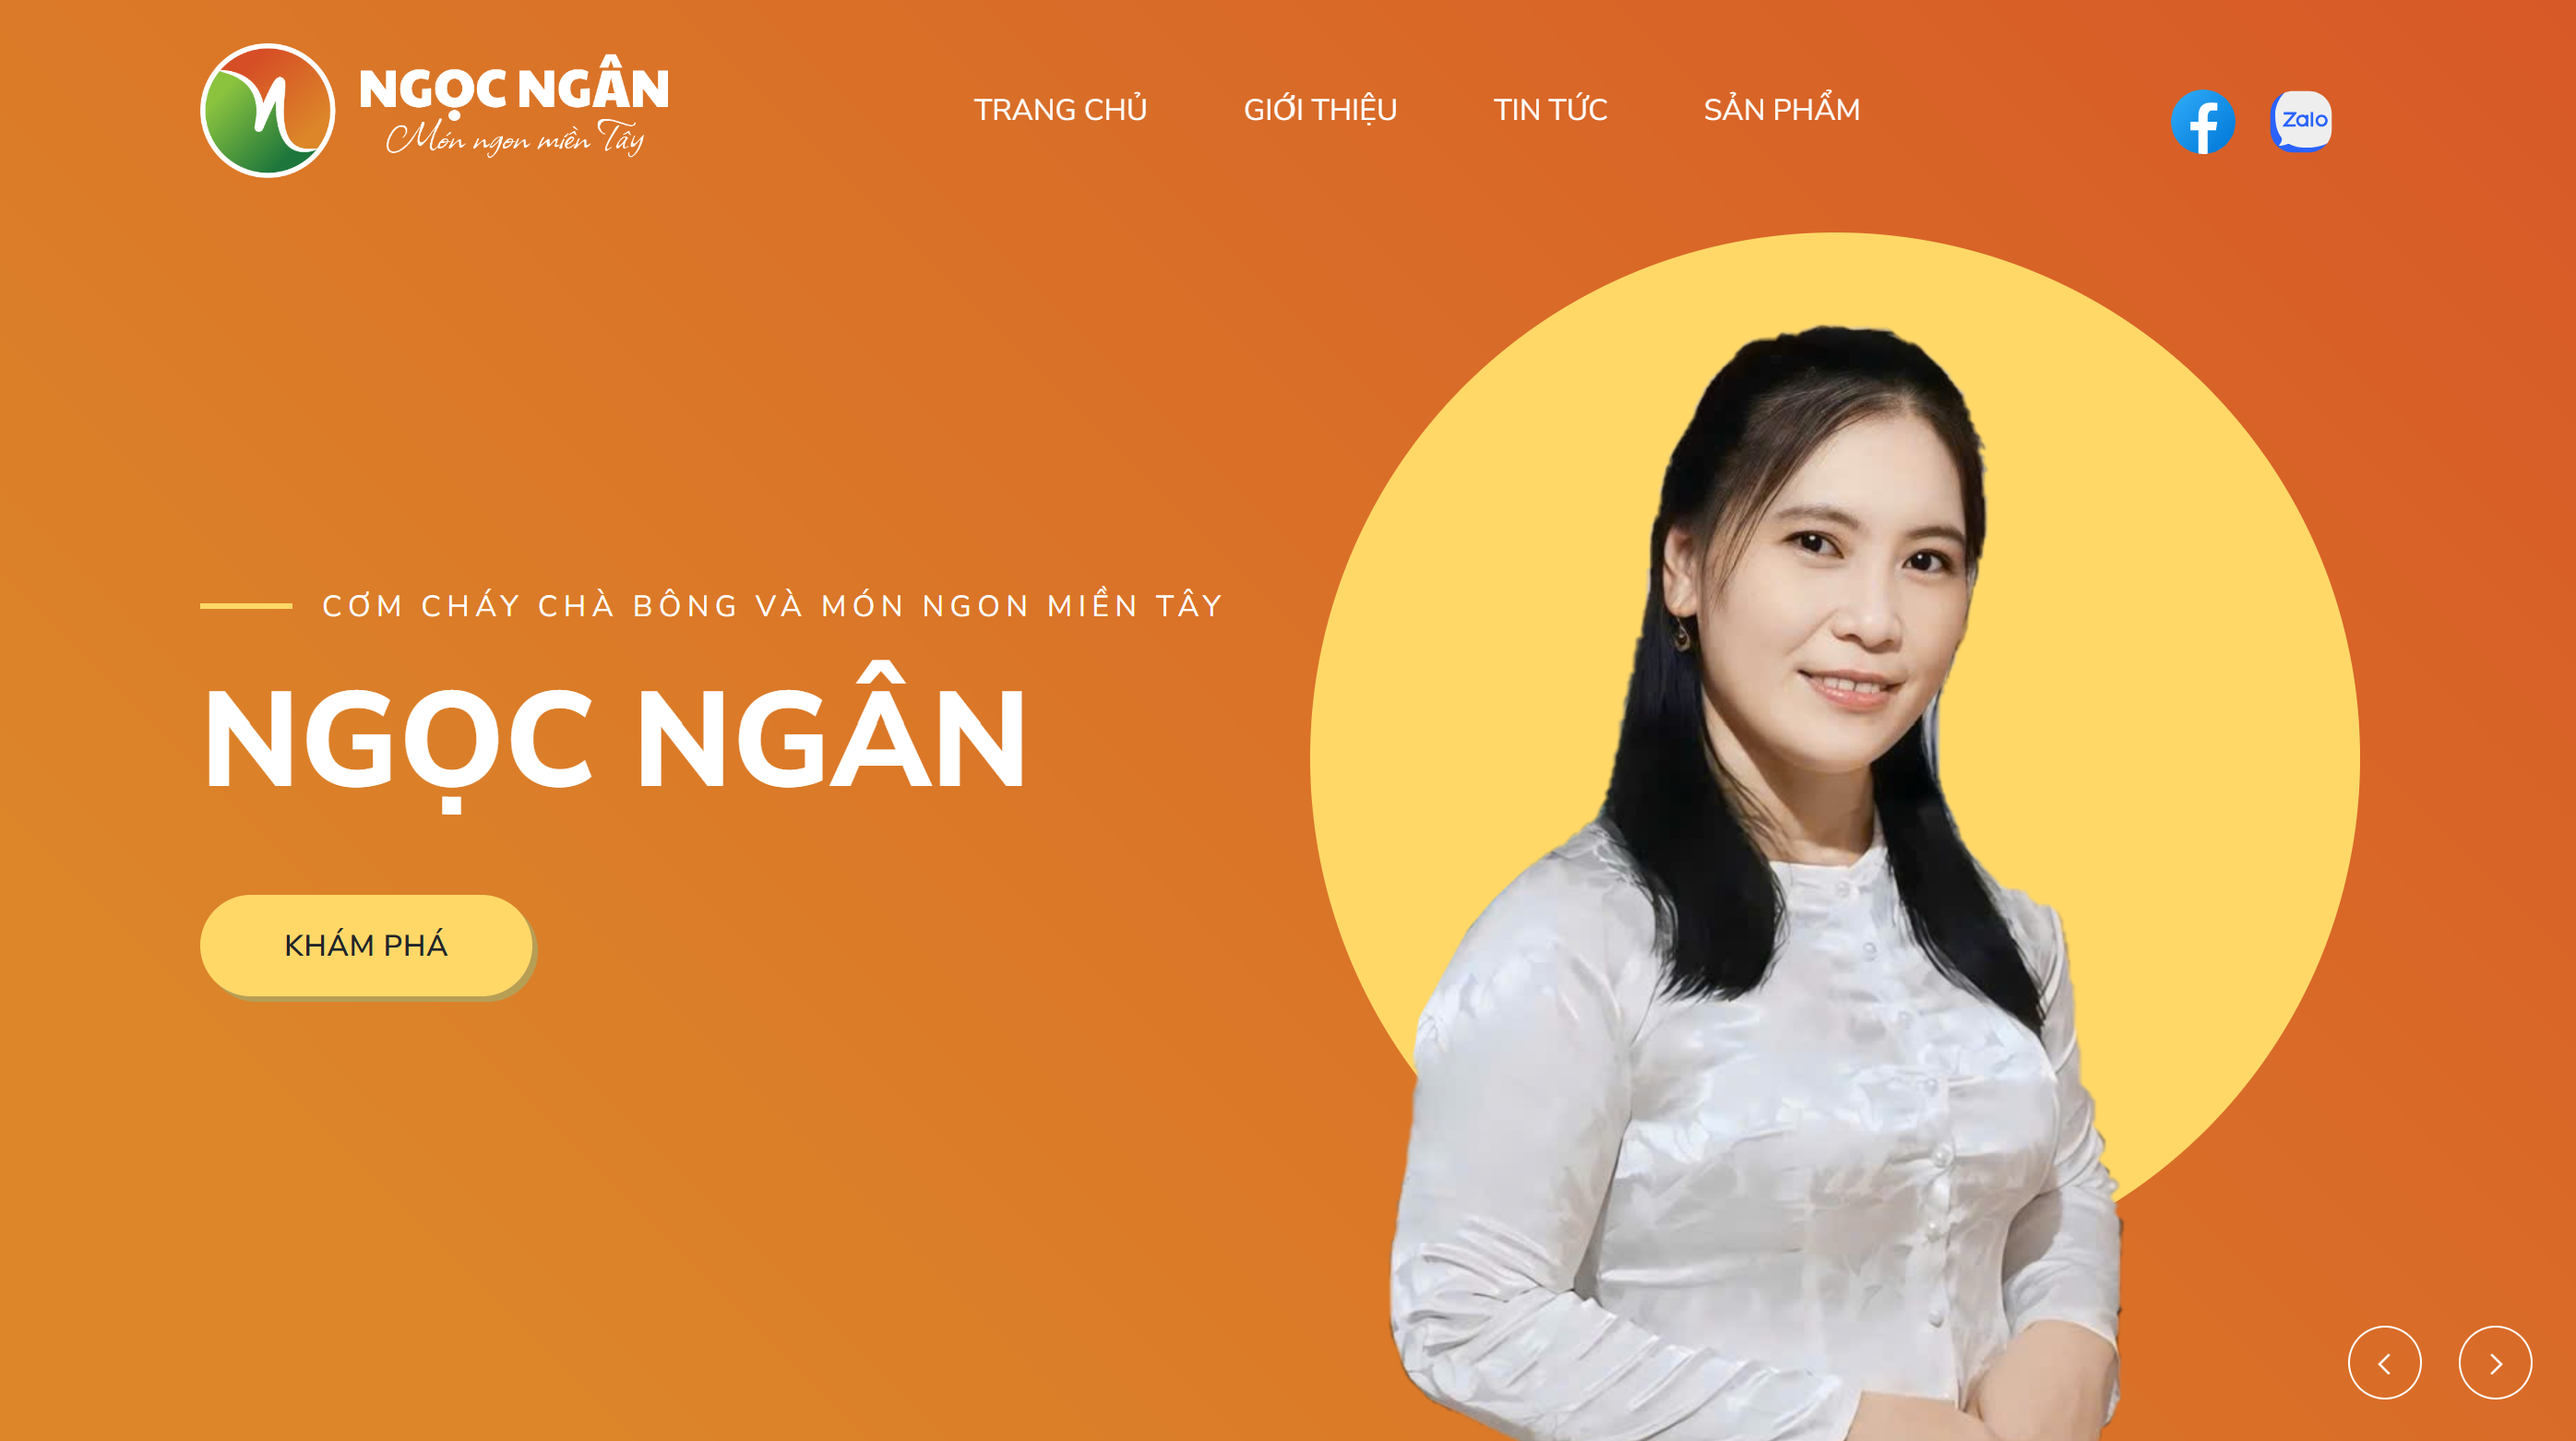 NGỌC NGÂN
Món ngon miền Tây
TRANG CHỦ
GIỚI THIỆU
TIN TỨC
SẢN PHẨM
Zalo
CƠM CHÁY CHÀ BÔNG VÀ MÓN NGON MIỀN TÂY
NGỌC NGÂN
KHÁM PHÁ